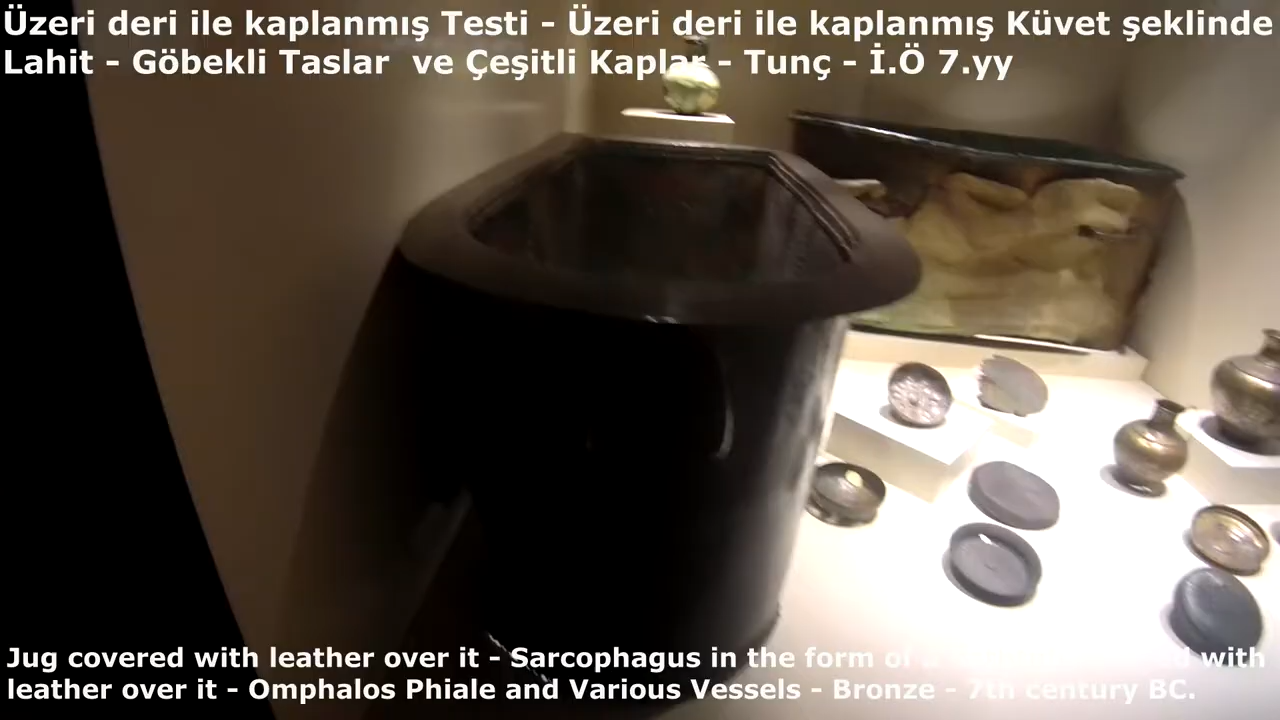 Üzeri deri ile kaplanmış Testi - Üzeri deri ile kaplanmış Küvet şeklinde
Lahit - Göbekli Taslar ve Çeşitli Kaplar - Tunç - İ.Ö 7.yy
Jug covered with leather over it - Sarcophagus in the form of with
leather over it - Omphalos Phiale and Various Vessels - Bronze - 7th century BC.